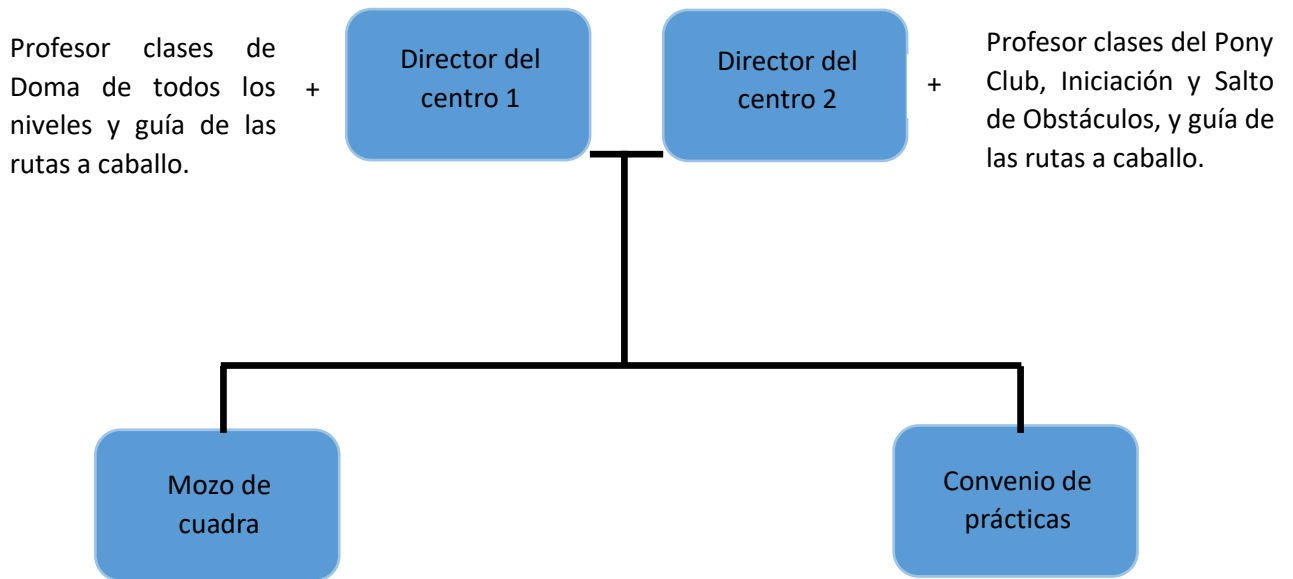 Profesor clases de
Doma de todos los
niveles y guía de las
rutas a caballo.
+
Director del
centro 1
Director del
centro 2
+
Profesor clases del Pony
Club, Iniciación y Salto
de Obstáculos, y guía de
las rutas a caballo.
Mozo de
cuadra
Convenio de
prácticas